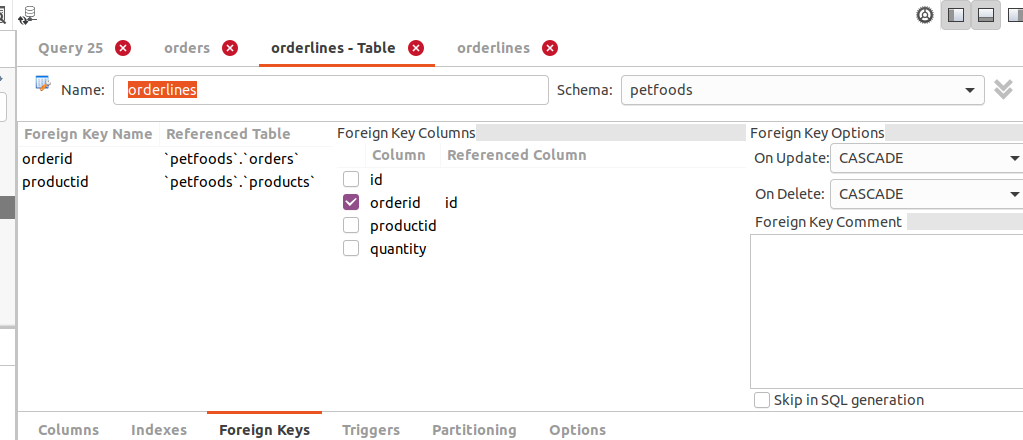 Query 25 orders orderlines - Table orderlines
Name: orderlines Schema: petfoods
Foreign Key Name Referenced Table Foreign Key Columns Foreign Key Options
Column Referenced Column
orderid `petfoods`.`orders` On Update: CASCADE
id
productid `petfoods`.`products`
On Delete: CASCADE
orderid id
productid Foreign Key Comment
quantity
Skip in SQL generation
Columns Indexes Foreign Keys Triggers Partitioning Options